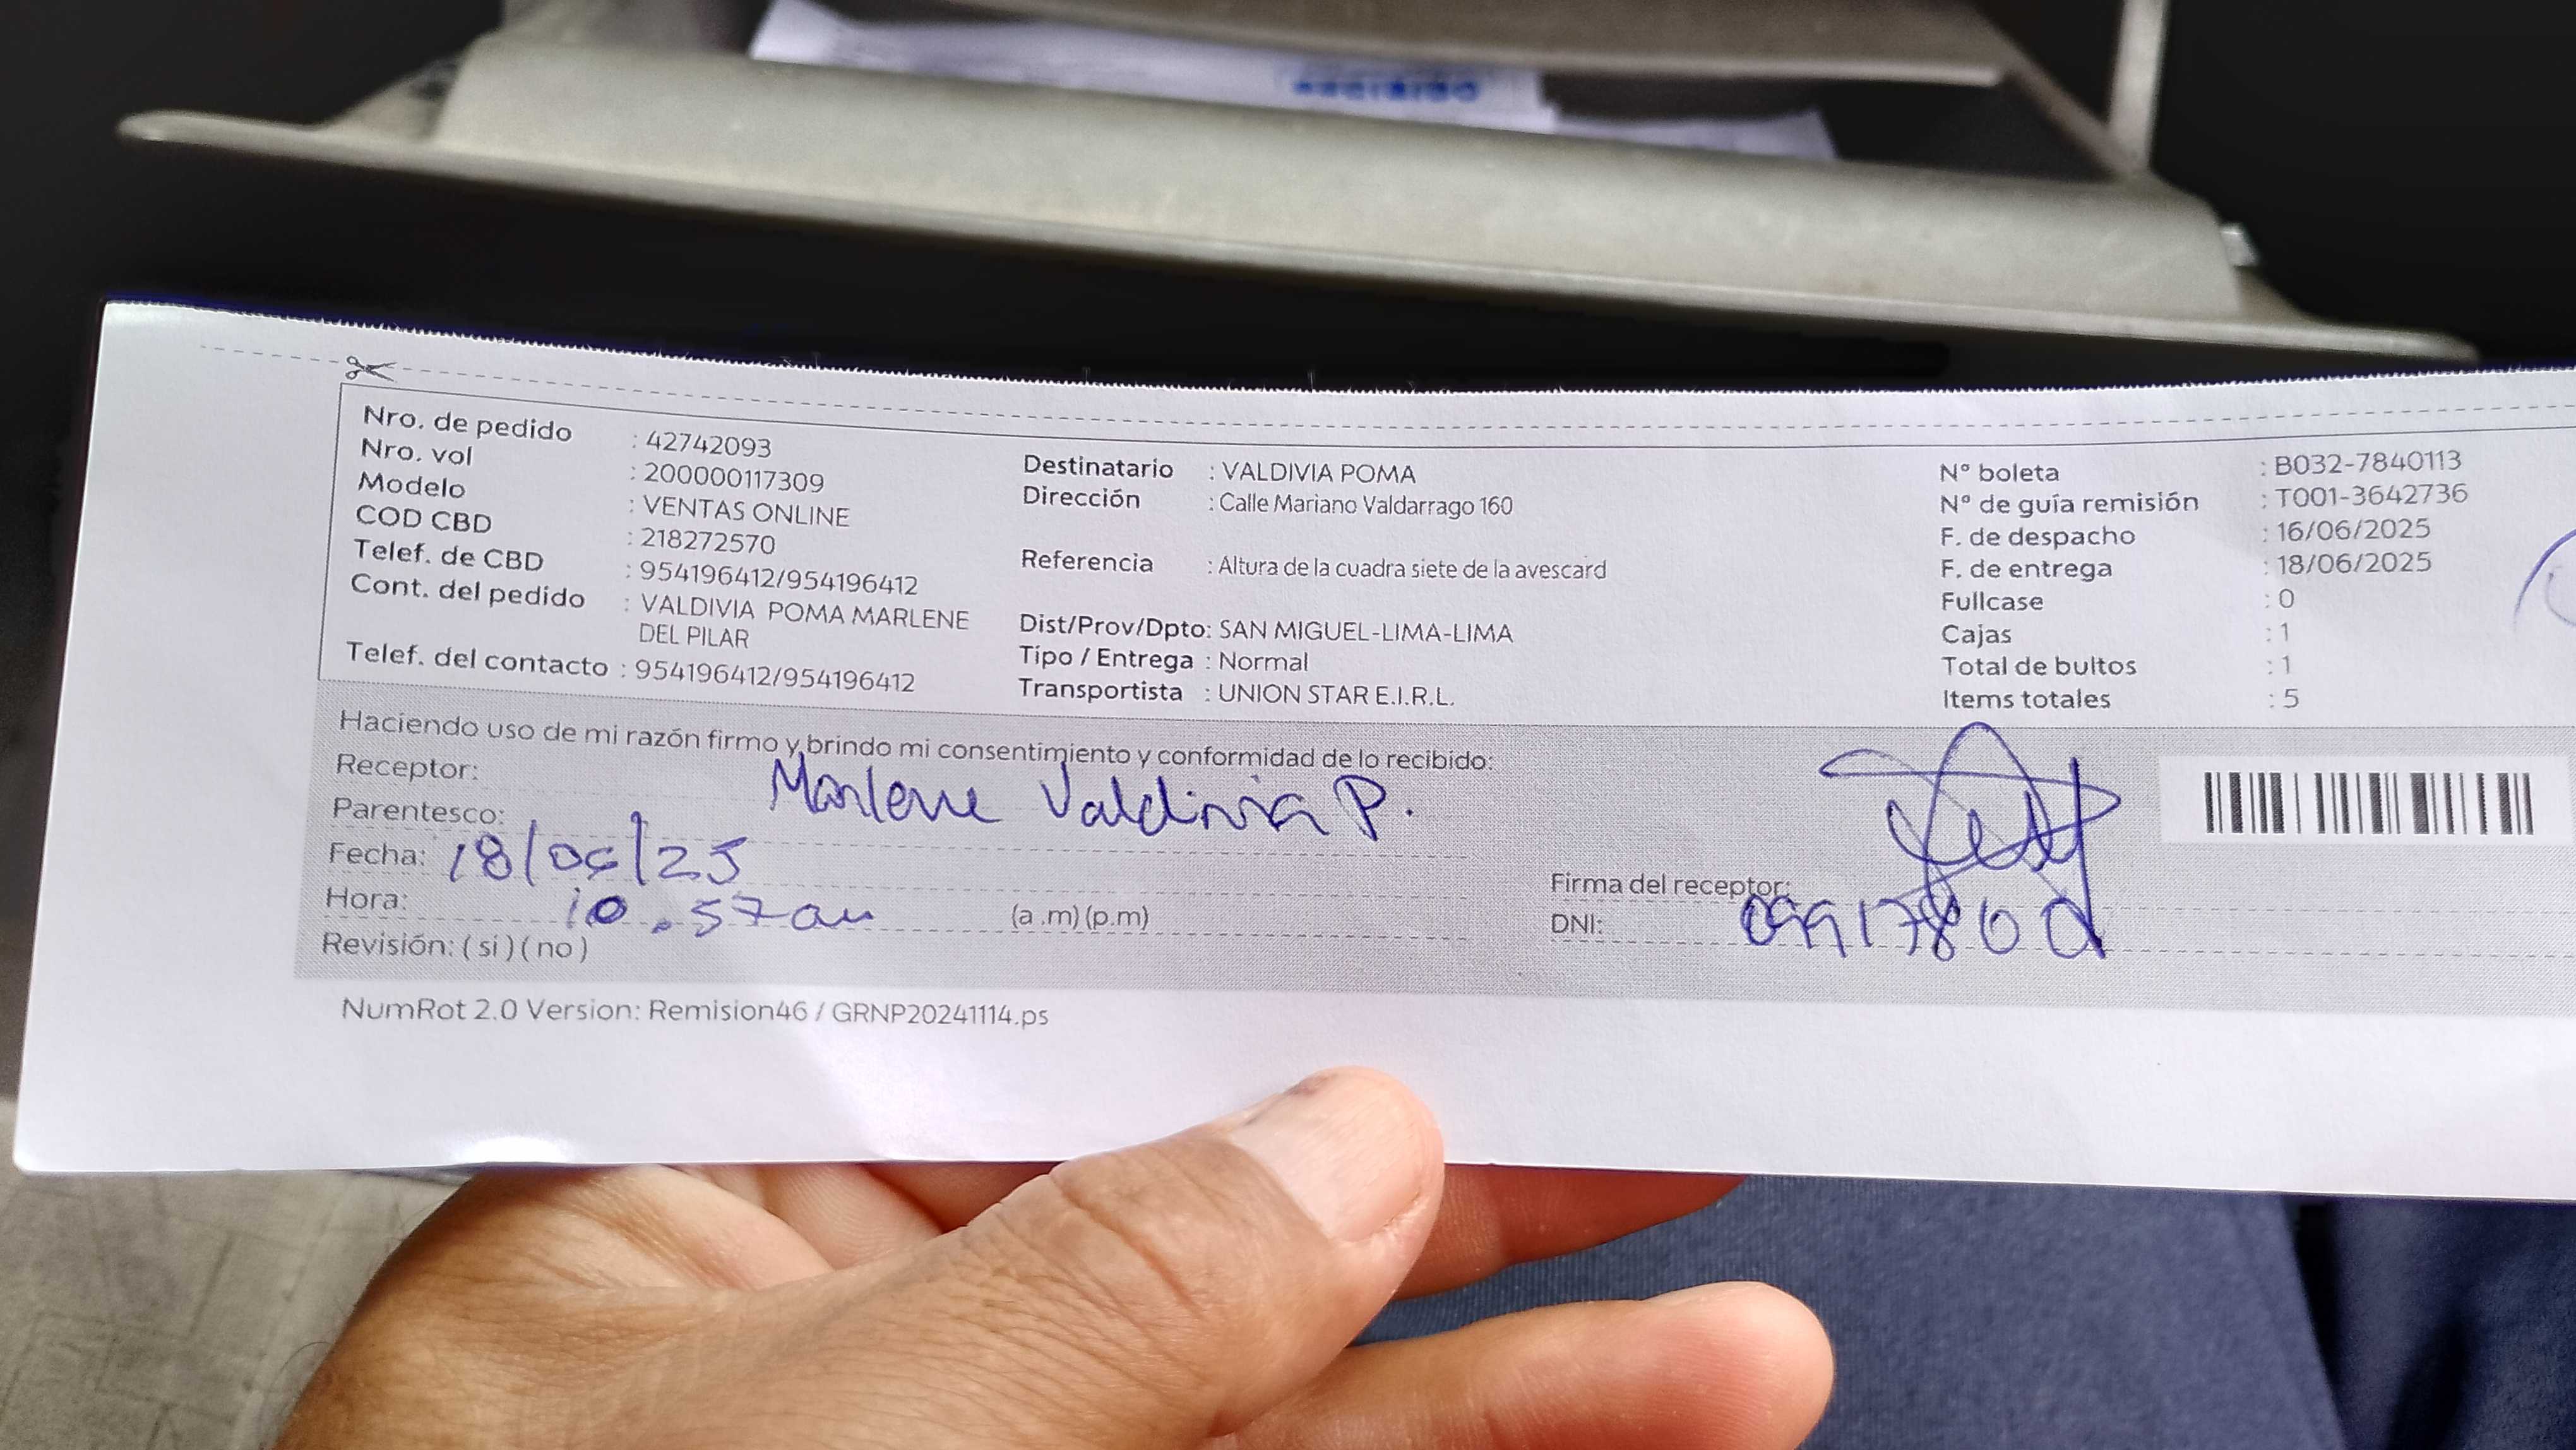 RECIBIDO
Nro. de pedido : 42742093
Nro. vol : 200000117309
Modelo : VENTAS ONLINE
COD CBD : 218272570
Telef. de CBD : 954196412/954196412
Cont. del pedido : VALDIVIA POMA MARLENE
DEL PILAR
Telef. del contacto : 954196412/954196412
Destinatario : VALDIVIA POMA
Dirección : Calle Mariano Valdarrago 160
Referencia : Altura de la cuadra siete de la avescard
Dist/Prov/Dpto: SAN MIGUEL-LIMA-LIMA
Tipo / Entrega : Normal
Transportista : UNION STAR E.I.R.L.
N° boleta : B032-7840113
N° de guía remisión : T001-3642736
F. de despacho : 16/06/2025
F. de entrega : 18/06/2025
Fullcase : 0
Cajas : 1
Total de bultos : 1
Items totales : 5
Haciendo uso de mi razón firmo y brindo mi consentimiento y conformidad de lo recibido:
Receptor: Marlene Valdivia P.
Parentesco:
Fecha: 18/06/25
Hora: 10.57am (a .m) (p.m)
Revisión: ( si ) ( no )
Firma del receptor:
DNI:
NumRot 2.0 Version: Remision46 / GRNP20241114.ps